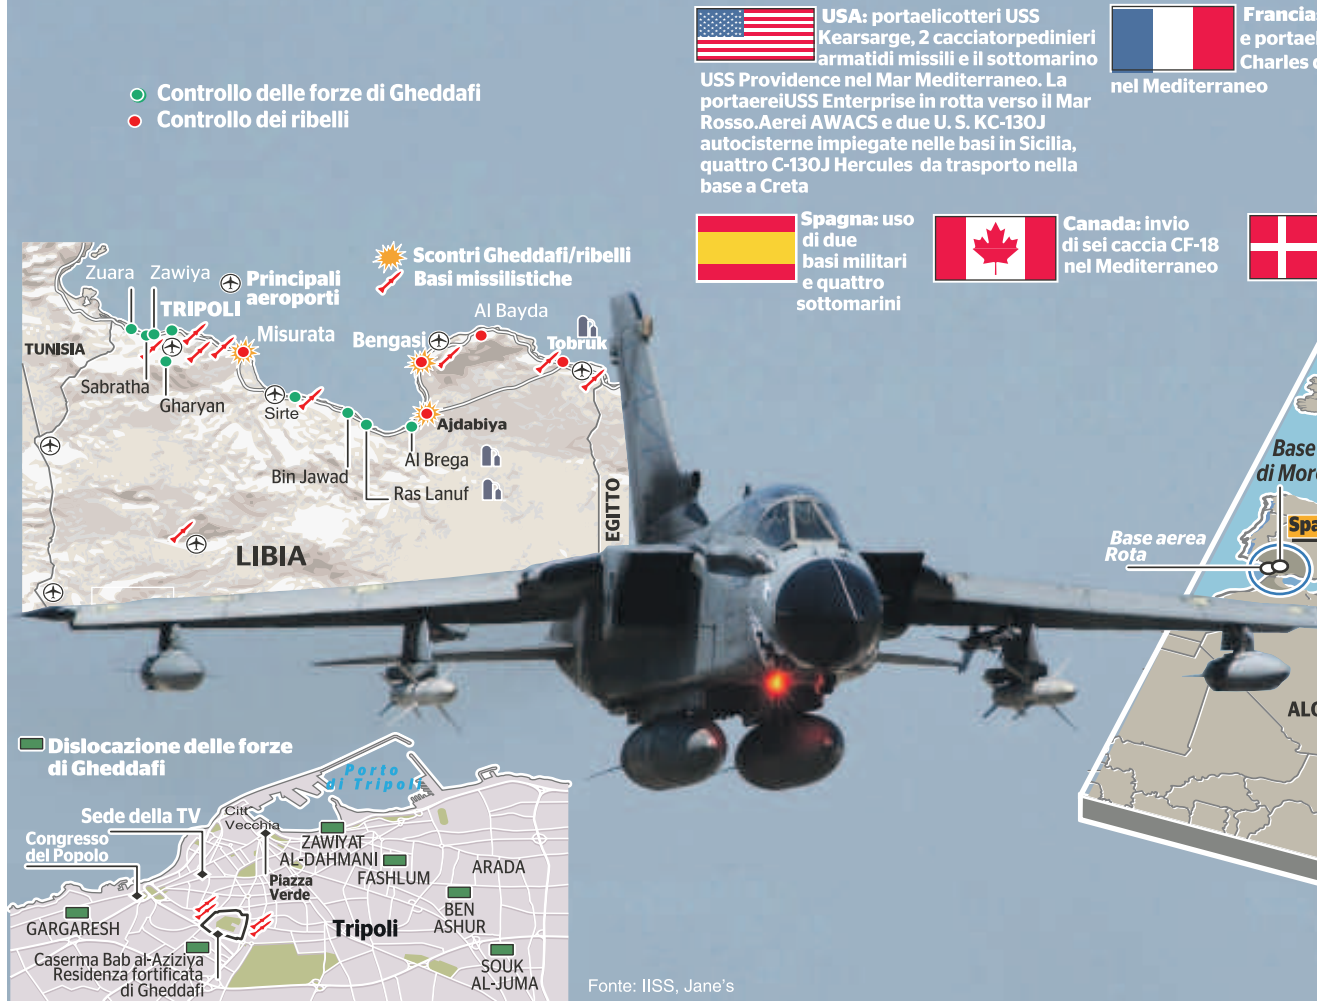 USA: portaelicotteri USS
Kearsarge, 2 cacciatorpedinieri
armatidi missili e il sottomarino
USS Providence nel Mar Mediterraneo. La
portaereiUSS Enterprise in rotta verso il Mar
Rosso.Aerei AWACS e due U. S. KC-130J
autocisterne impiegate nelle basi in Sicilia,
quattro C-130J Hercules da trasporto nella
base a Creta
Francia:
e portae
Charles
nel Mediterraneo
Controllo delle forze di Gheddafi
Controllo dei ribelli
Spagna: uso
di due
basi militari
e quattro
sottomarini
Canada: invio
di sei caccia CF-18
nel Mediterraneo
Scontri Gheddafi/ribelli
Basi missilistiche
Principali
aeroporti
Zuara
Zawiya
TRIPOLI
Misurata
Bengasi
Al Bayda
Tobruk
TUNISIA
Sabratha
Gharyan
Sirte
Ajdabiya
Bin Jawad
Al Brega
Ras Lanuf
EGITTO
LIBIA
Base
di Mor
Spa
Base aerea
Rota
ALG
Dislocazione delle forze
di Gheddafi
Porto
di Tripoli
Sede della TV
Congresso
del Popolo
Citt
Vecchia
ZAWIYAT
AL-DAHMANI
FASHLUM
ARADA
Piazza
Verde
BEN
ASHUR
GARGARESH
Tripoli
Caserma Bab al-Aziziya
Residenza fortificata
di Gheddafi
SOUK
AL-JUMA
Fonte: IISS, Jane's